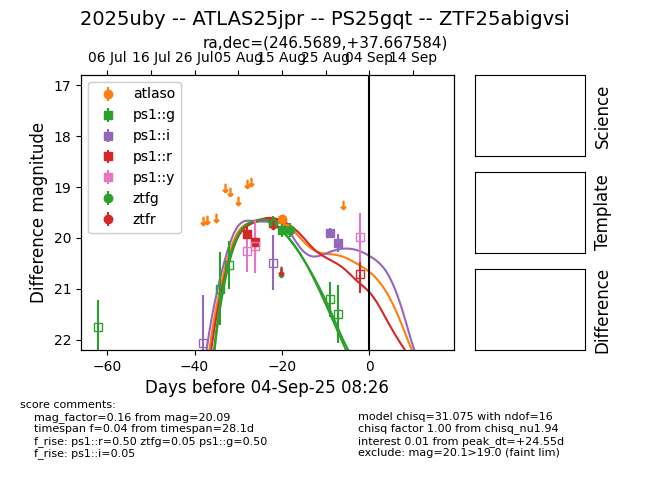 2025uby -- ATLAS25jpr -- PS25gqt -- ZTF25abigvsi
ra,dec=(246.5689,+37.667584)
06 Jul 16 Jul 26 Jul 05 Aug 15 Aug 25 Aug 04 Sep 14 Sep
17
18
19
20
21
22
Difference magnitude
atlaso
ps1::g
ps1::i
ps1::r
ps1::y
ztfg
ztfr
−60 −40 −20 0
Days before 04-Sep-25 08:26
Science
Template
Difference
score comments:
mag_factor=0.16 from mag=20.09
timespan f=0.04 from timespan=28.1d
f_rise: ps1::r=0.50 ztfg=0.05 ps1::g=0.50
f_rise: ps1::i=0.05
model chisq=31.075 with ndof=16
chisq factor 1.00 from chisq_nu1.94
interest 0.01 from peak_dt=+24.55d
exclude: mag=20.1>19.0 (faint lim)